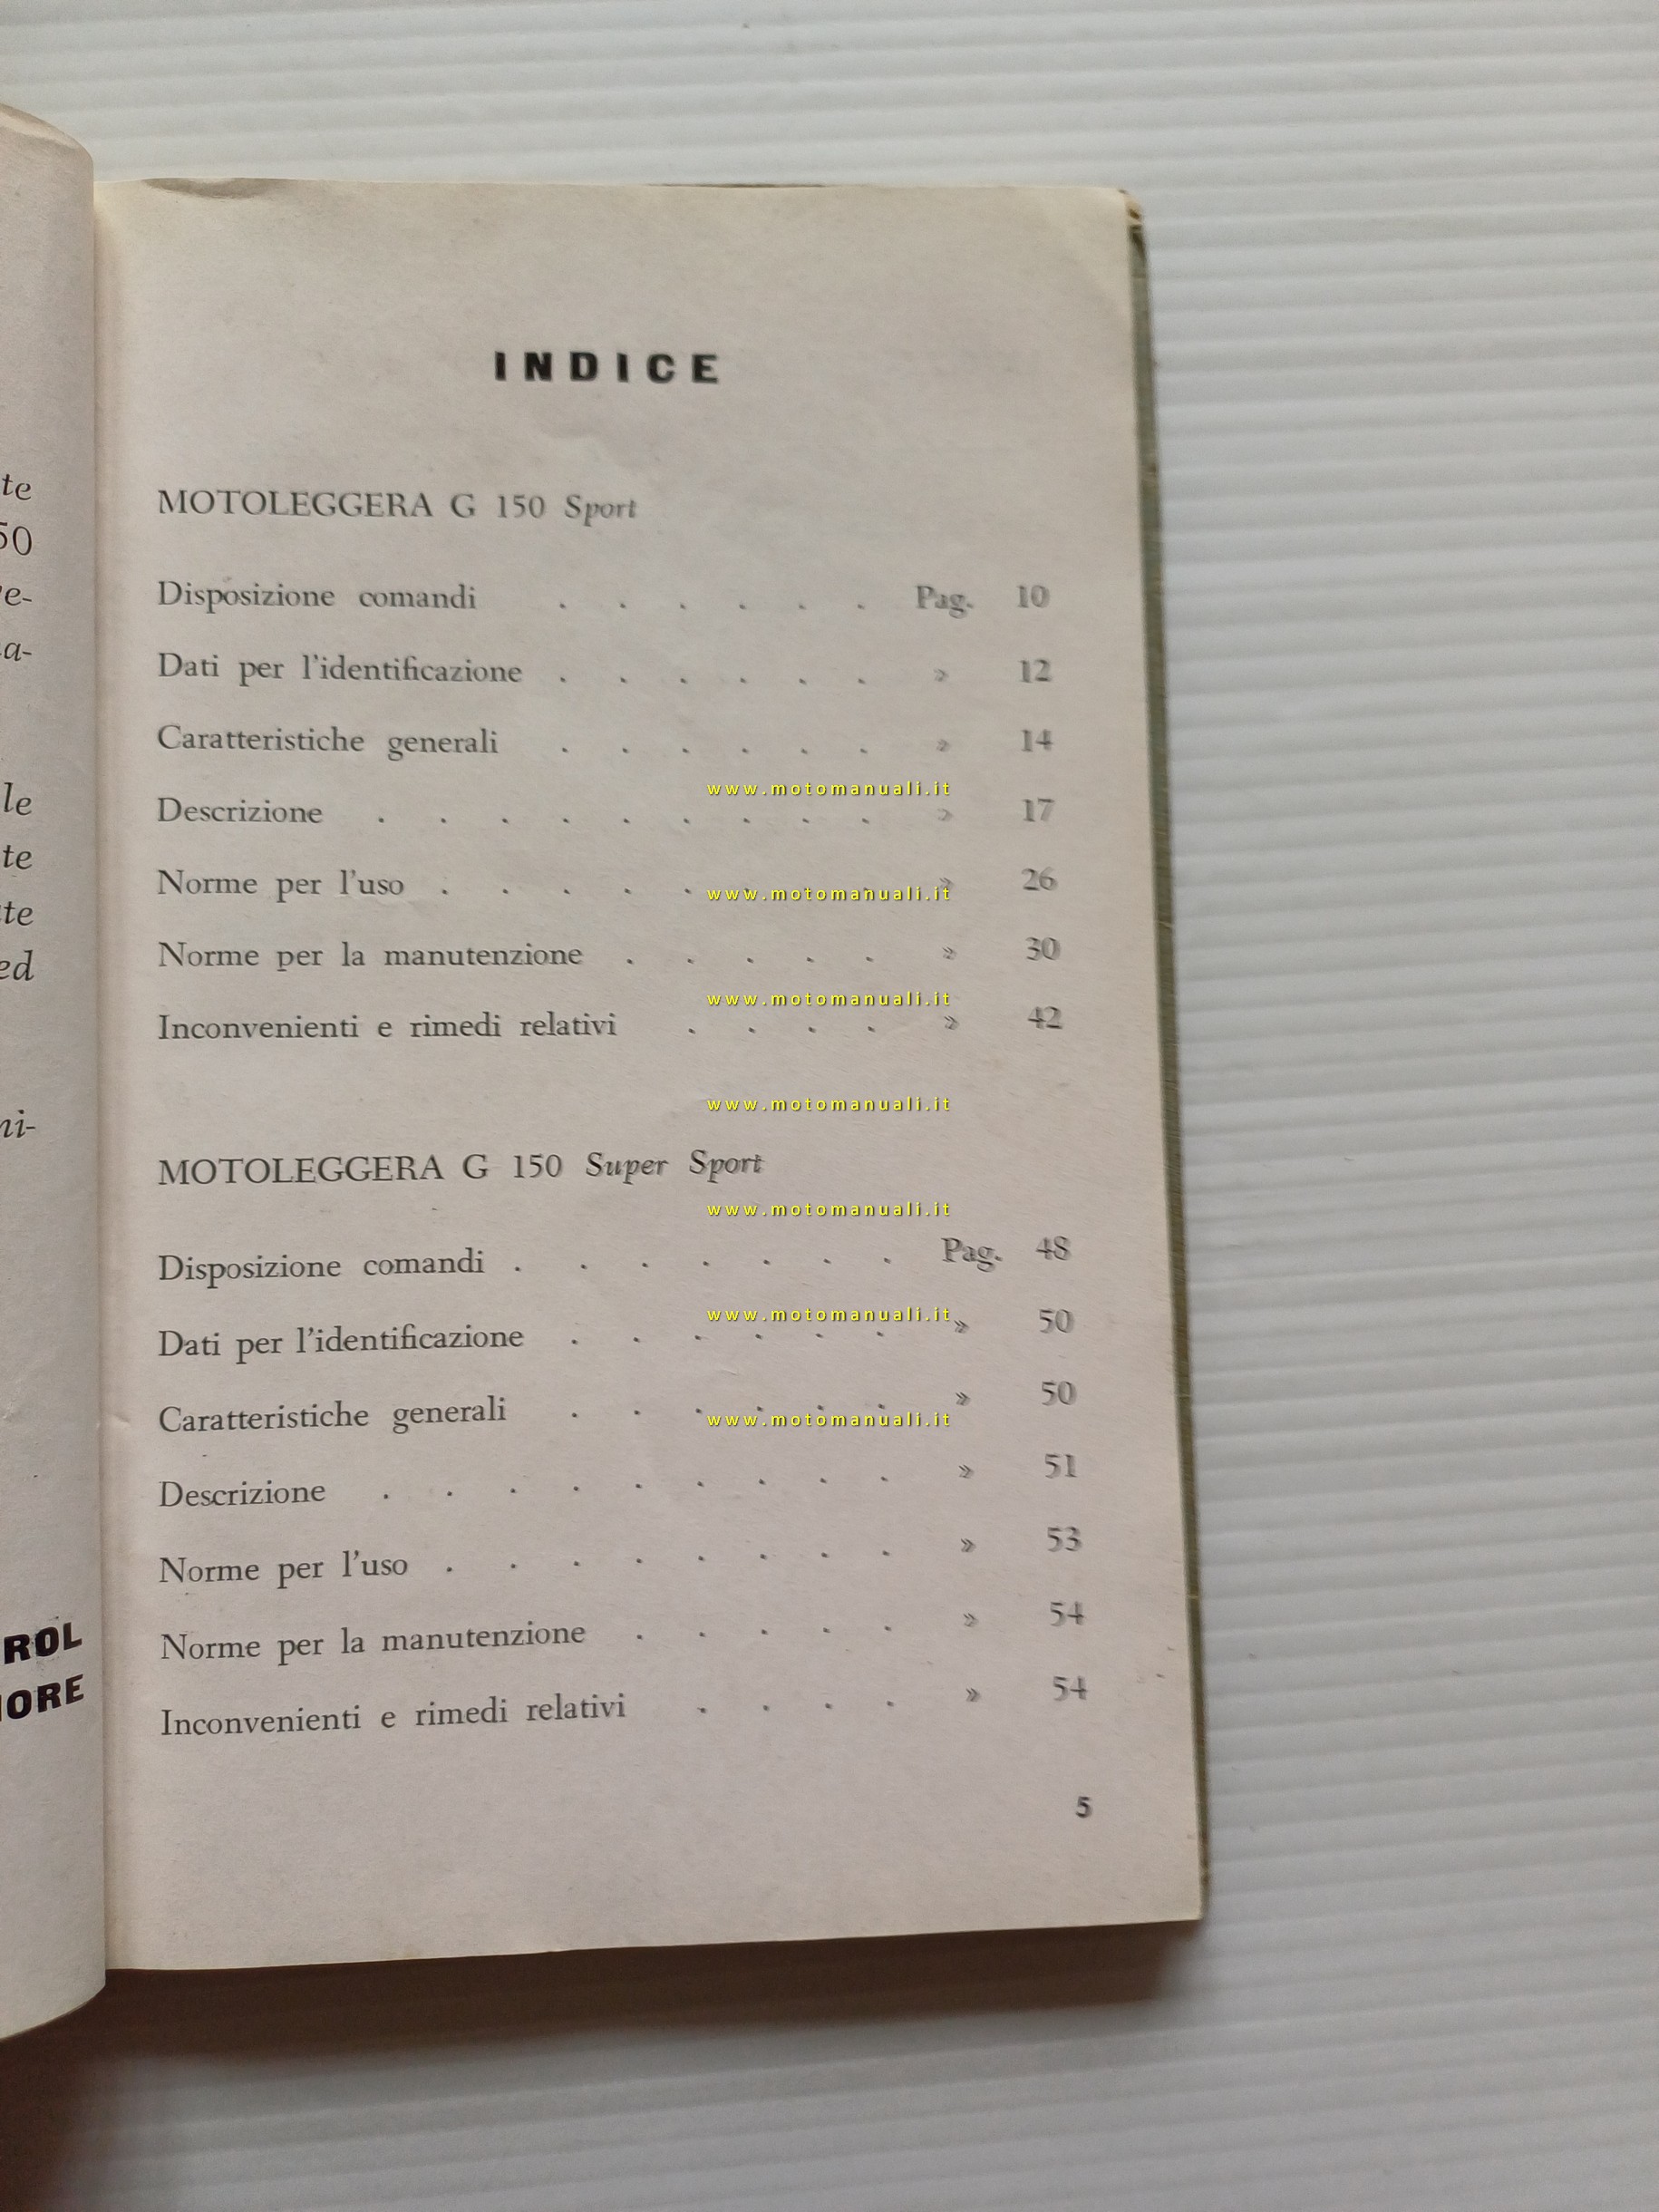 te
50
e-
a-
le
te
te
ed
ni-
ROL
IORE
INDICE
MOTOLEGGERA G 150 Sport
Disposizione comandi . . . . . . Pag. 10
Dati per l'identificazione . . . . . . » 12
Caratteristiche generali . . . . . . » 14
www.motomanuali.it
Descrizione . . . . . . . . . » 17
Norme per l'uso . . . . . . . . » 26
www.motomanuali.it
Norme per la manutenzione . . . . . » 30
www.motomanuali.it
Inconvenienti e rimedi relativi . . . . » 42
www.motomanuali.it
MOTOLEGGERA G 150 Super Sport
www.motomanuali.it
Disposizione comandi . . . . . . . Pag. 48
www.motomanuali.it
Dati per l'identificazione . . . . . . » 50
Caratteristiche generali . . . . . . » 50
www.motomanuali.it
Descrizione . . . . . . . . . » 51
Norme per l'uso . . . . . . . . » 53
Norme per la manutenzione . . . . . » 54
Inconvenienti e rimedi relativi . . . . » 54
5